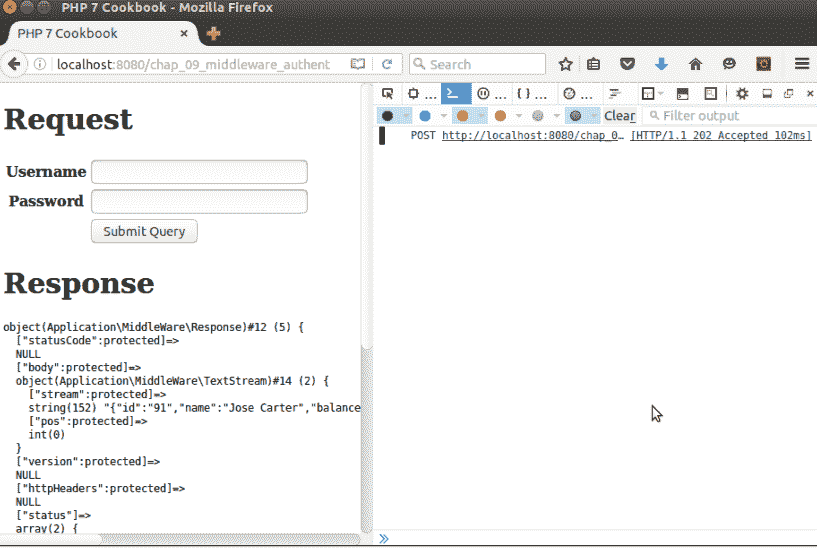 PHP 7 Cookbook - Mozilla Firefox
PHP 7 Cookbook
localhost:8080/chap_09_middleware_authent
Search
Request
Username
Password
Submit Query
Response
object(Application\MiddleWare\Response)#12 (5) {
["statusCode":protected]=>
NULL
["body":protected]=>
object(Application\MiddleWare\TextStream)#14 (2) {
["stream":protected]=>
string(152) "{"id":"91","name":"Jose Carter","balance
["pos":protected]=>
int(0)
}
["version":protected]=>
NULL
["httpHeaders":protected]=>
NULL
["status"]=>
array(2) {
Clear
Filter output
POST http://localhost:8080/chap_0… [HTTP/1.1 202 Accepted 102ms]